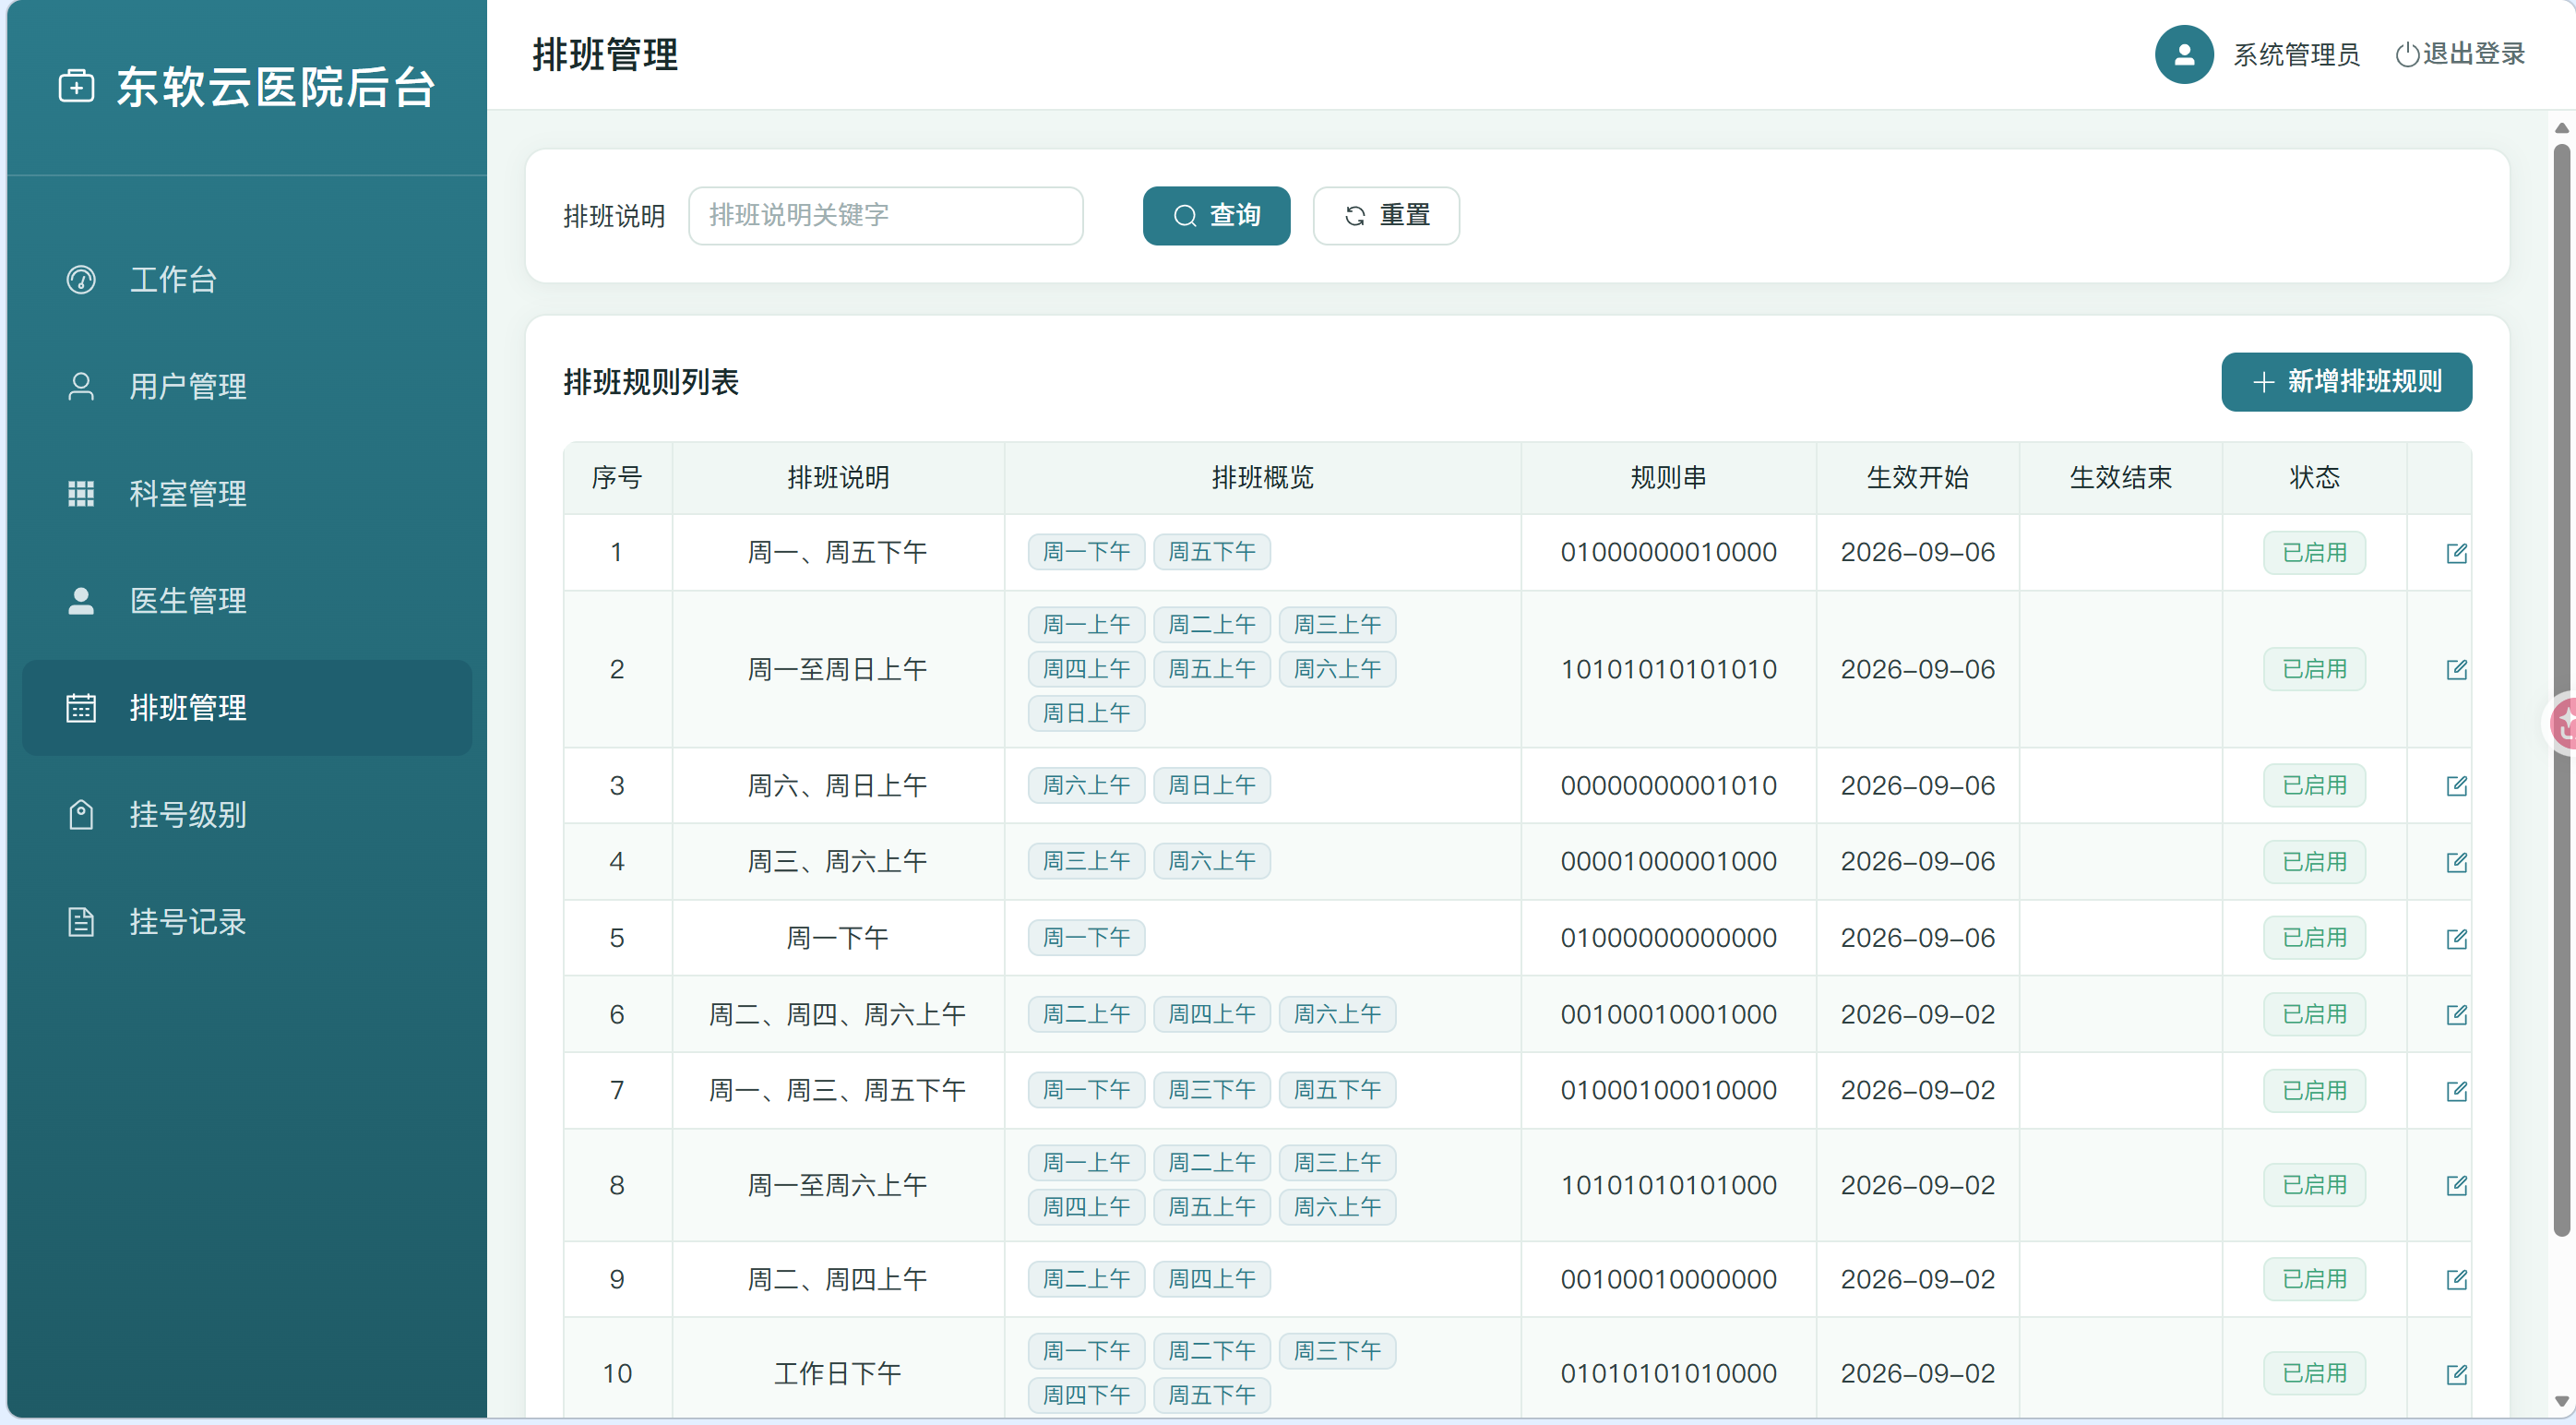 东软云医院后台
工作台
用户管理
科室管理
医生管理
排班管理
挂号级别
挂号记录
排班管理
系统管理员 退出登录
排班说明 排班说明关键字 查询 重置
排班规则列表 新增排班规则
序号 排班说明 排班概览 规则串 生效开始 生效结束 状态
1 周一、周五下午 周一下午 周五下午 01000000010000 2026-09-06 已启用
2 周一至周日上午 周一上午 周二上午 周三上午
周四上午 周五上午 周六上午
周日上午 10101010101010 2026-09-06 已启用
3 周六、周日上午 周六上午 周日上午 00000000001010 2026-09-06 已启用
4 周三、周六上午 周三上午 周六上午 00001000001000 2026-09-06 已启用
5 周一下午 周一下午 01000000000000 2026-09-06 已启用
6 周二、周四、周六上午 周二上午 周四上午 周六上午 00100010001000 2026-09-02 已启用
7 周一、周三、周五下午 周一下午 周三下午 周五下午 01000100010000 2026-09-02 已启用
8 周一至周六上午 周一上午 周二上午 周三上午
周四上午 周五上午 周六上午 10101010101000 2026-09-02 已启用
9 周二、周四上午 周二上午 周四上午 00100010000000 2026-09-02 已启用
10 工作日下午 周一下午 周二下午 周三下午
周四下午 周五下午 01010101010000 2026-09-02 已启用